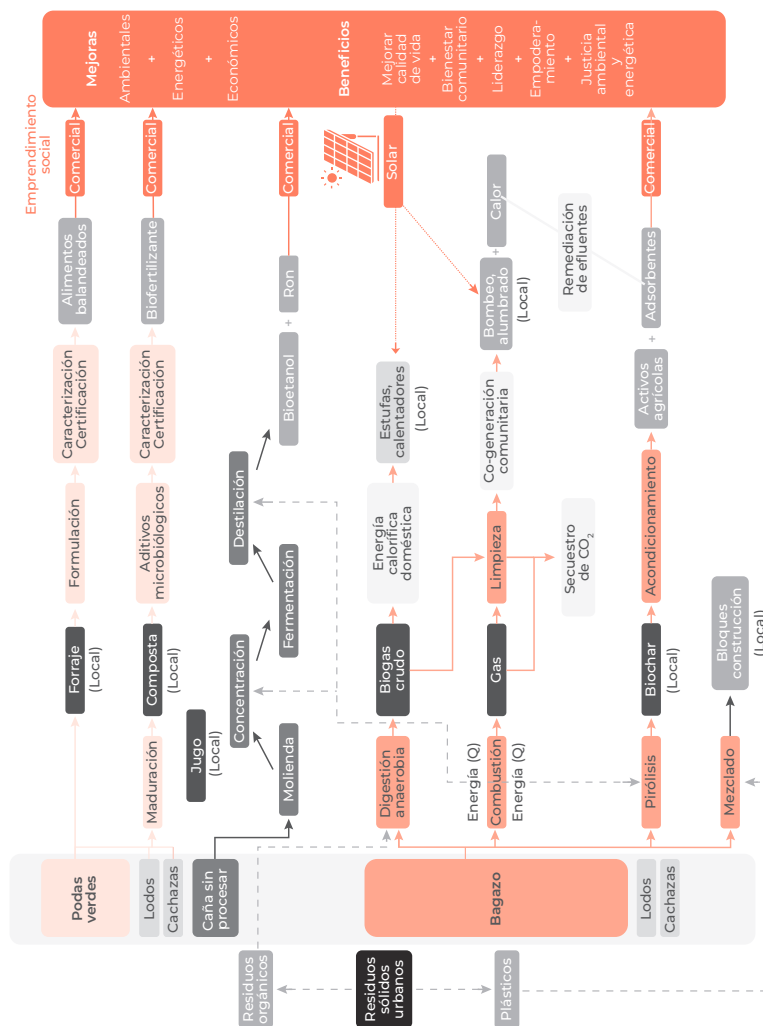 Emprendimiento
social
Podas
verdes
Forraje
(Local)
Formulación
Caracterización
Certificación
Alimentos
balandeados
Comercial
Lodos
Cachazas
Maduración
Composta
(Local)
Aditivos
microbiólogicos
Caracterización
Certificación
Biofertilizante
Comercial
Caña sin
procesar
Jugo
(Local)
Molienda
Concentración
Fermentación
Destilación
Bioetanol
+
Ron
Comercial
Residuos
orgánicos
Residuos
sólidos
urbanos
Plásticos
Bagazo
Digestión
anaerobia
Biogas
crudo
Energía
calorífica
doméstica
Estufas,
calentadores
(Local)
Solar
Energía (Q)
Combustión
Energía (Q)
Gas
Limpieza
Co-generación
comunitaria
Bombeo,
alumbrado
(Local)
+
Calor
Secuestro
de CO2
Remediación
de efluentes
Lodos
Cachazas
Pirólisis
Biochar
(Local)
Acondicionamiento
Activos
agrícolas
+
Adsorbentes
Comercial
Mezclado
Bloques
construcción
(Local)
Mejoras
Ambientales
+
Energéticos
+
Económicos
Beneficios
Mejorar
calidad
de vida
+
Bienestar
comunitario
+
Liderazgo
+
Empodera-
miento
+
Justicia
ambiental
y
energética